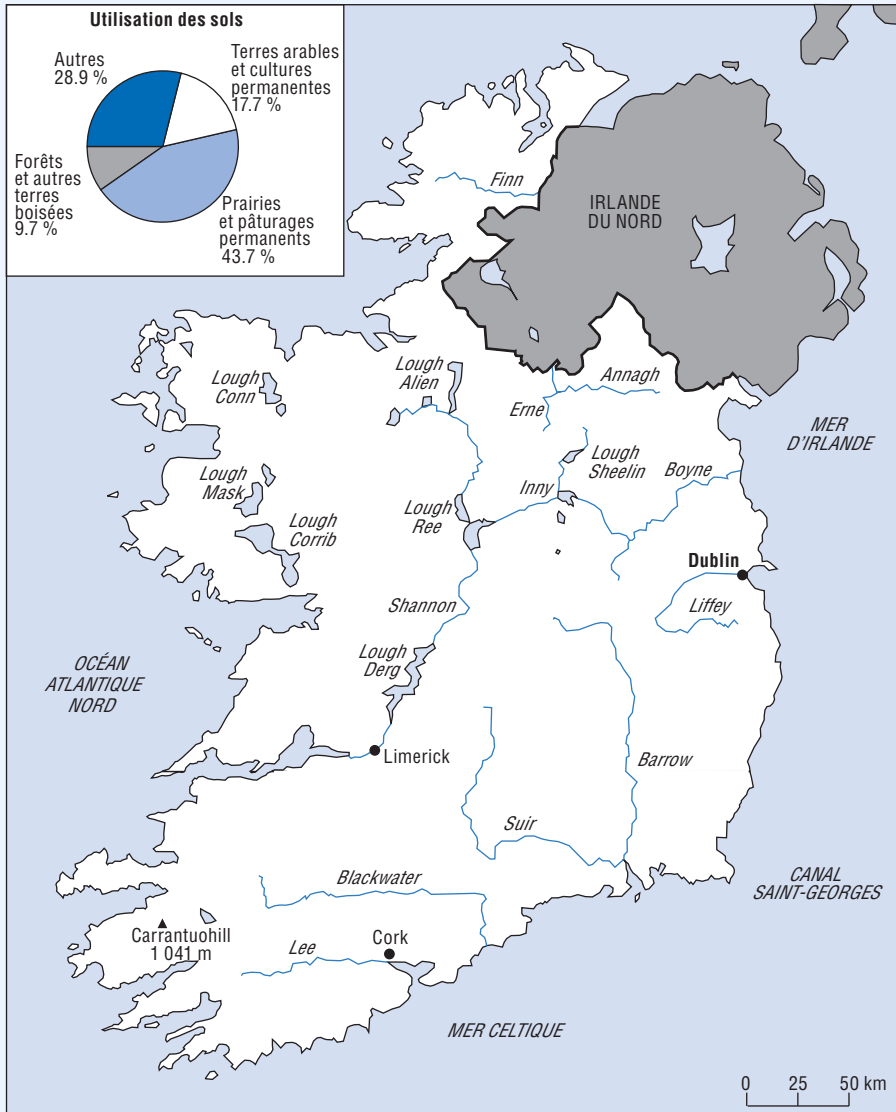 Utilisation des sols
Autres
28.9 %
Terres arables
et cultures
permanentes
17.7 %
Forêts
et autres
terres
boisées
9.7 %
Prairies
et pâturages
permanents
43.7 %
Finn
IRLANDE
DU NORD
Lough
Conn
Lough
Alien
Annagh
Erne
MER
D'IRLANDE
Lough
Mask
Lough
Sheelin
Boyne
Inny
Lough
Ree
Lough
Corrib
Dublin
Shannon
Liffey
OCÉAN
ATLANTIQUE
NORD
Lough
Derg
Limerick
Barrow
Suir
Blackwater
CANAL
SAINT-GEORGES
Carrantuohill
1 041 m
Lee
Cork
MER CELTIQUE
0 25 50 km